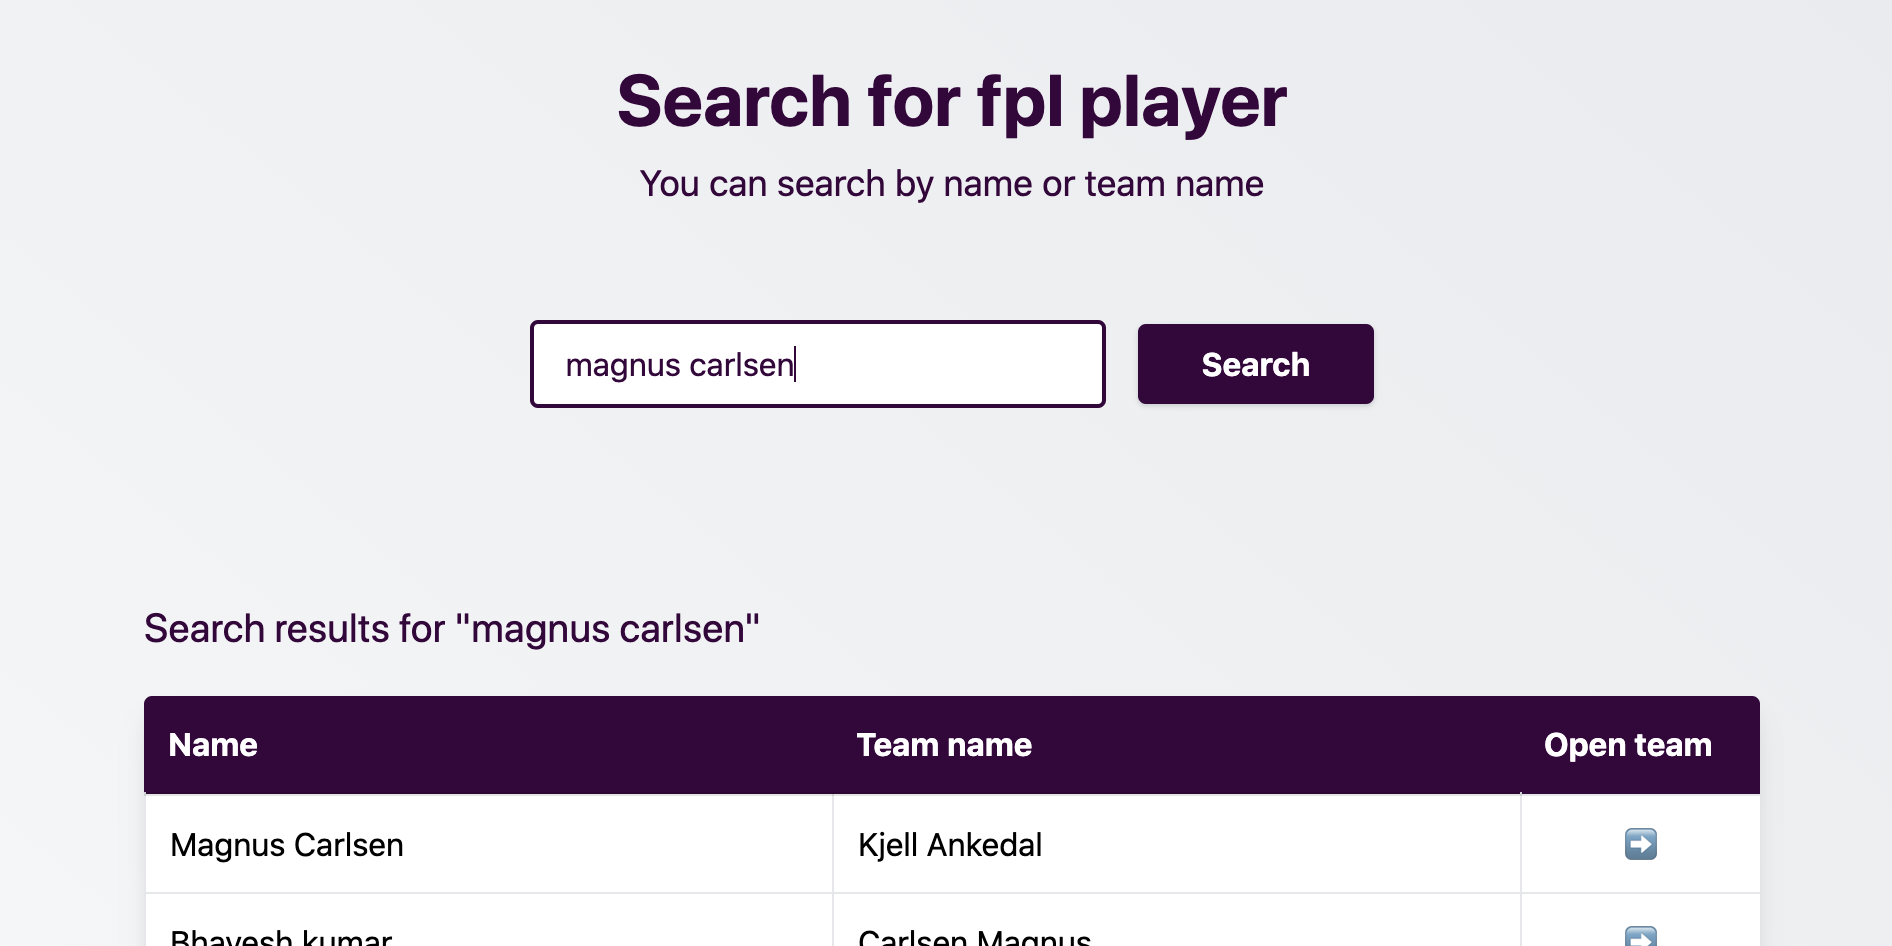 Search for fpl player
You can search by name or team name
magnus carlsen
Search
Search results for "magnus carlsen"
Name Team name Open team
Magnus Carlsen Kjell Ankedal
Bhavesh kumar Carlsen Magnus